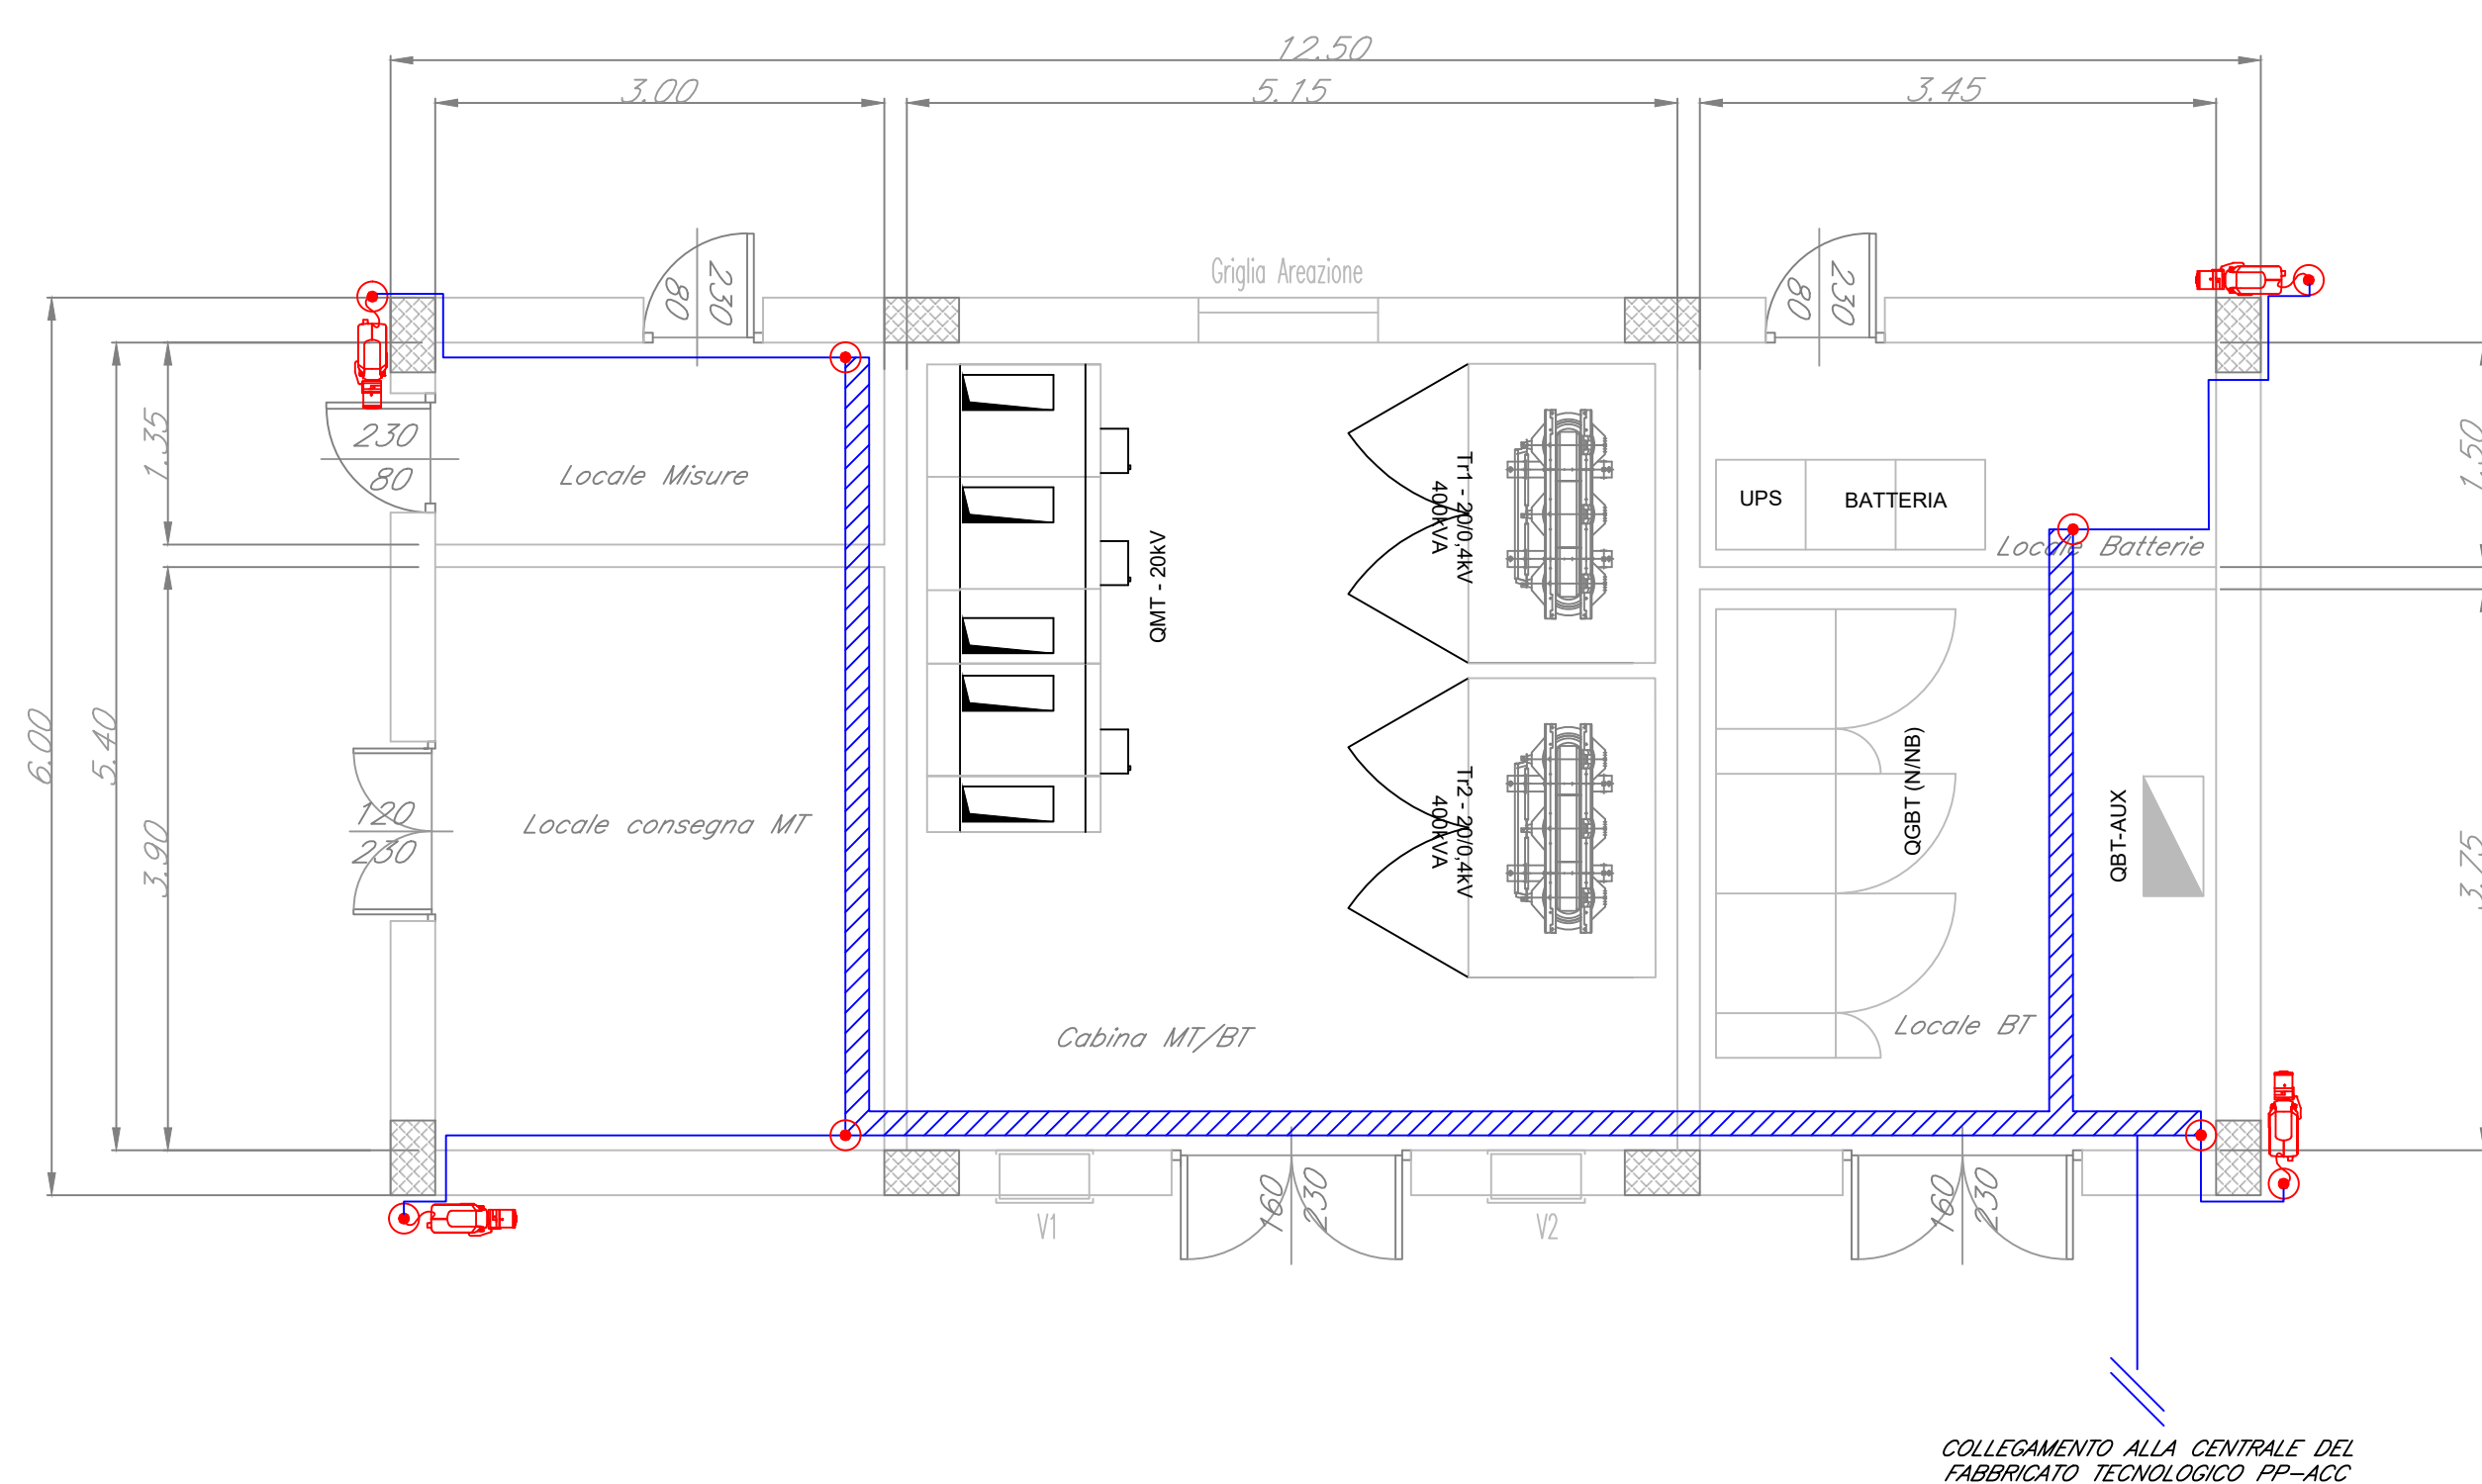 12.50
3.00
5.15
3.45
230
80
Griglia Areazione
230
80
1.35
230
80
Locale Misure
Tr1 - 20/0,4kV
400kVA
UPS
BATTERIA
Locale Batterie
1.50
QMT - 20kV
6.00
5.40
3.90
120
230
Locale consegna MT
Tr2 - 20/0,4kV
400kVA
QGBT (N/NB)
QBT-AUX
3.75
Cabina MT/BT
Locale BT
V1
160
230
V2
160
230
COLLEGAMENTO ALLA CENTRALE DEL
FABBRICATO TECNOLOGICO PP-ACC